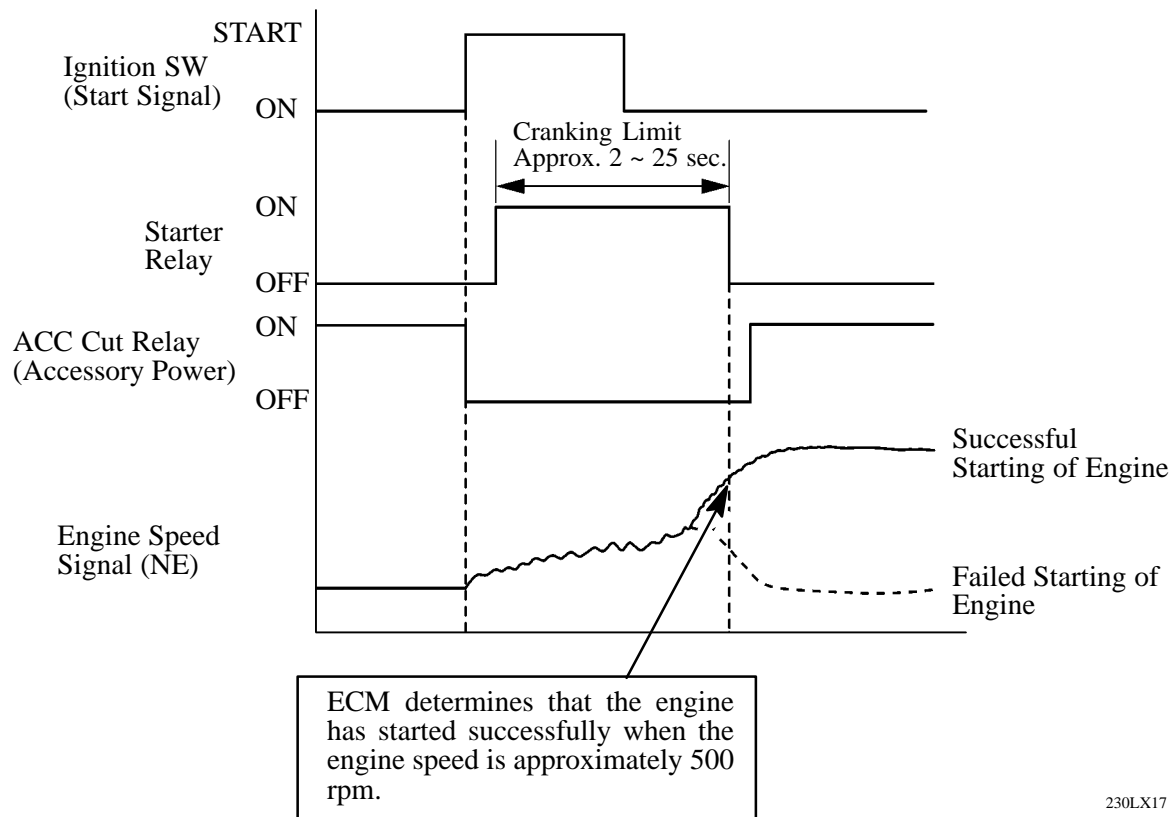 START
Ignition SW
(Start Signal)
ON
Cranking Limit
Approx. 2 ~ 25 sec.
ON
Starter
Relay
OFF
ON
ACC Cut Relay
(Accessory Power)
OFF
Successful
Starting of Engine
Engine Speed
Signal (NE)
Failed Starting of
Engine
ECM determines that the engine
has started successfully when the
engine speed is approximately 500
rpm.
230LX17